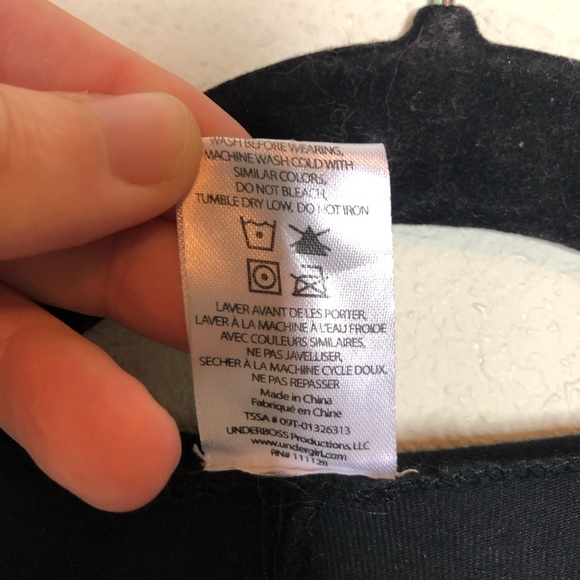 WASH BEFORE WEARING,
MACHINE WASH COLD WITH
SIMILAR COLORS,
DO NOT BLEACH,
TUMBLE DRY LOW, DO NOT IRON
LAVER AVANT DE LES PORTER,
LAVER À LA MACHINE À L'EAU FROIDE
AVEC COULEURS SIMILAIRES,
NE PAS JAVELLISER,
SECHER À LA MACHINE CYCLE DOUX,
NE PAS REPASSER
Made in China
Fabriqué en Chine
TSSA # 09T-01326313
UNDERBOSS Productions, LLC
www.undergirl.com
RN# 111128